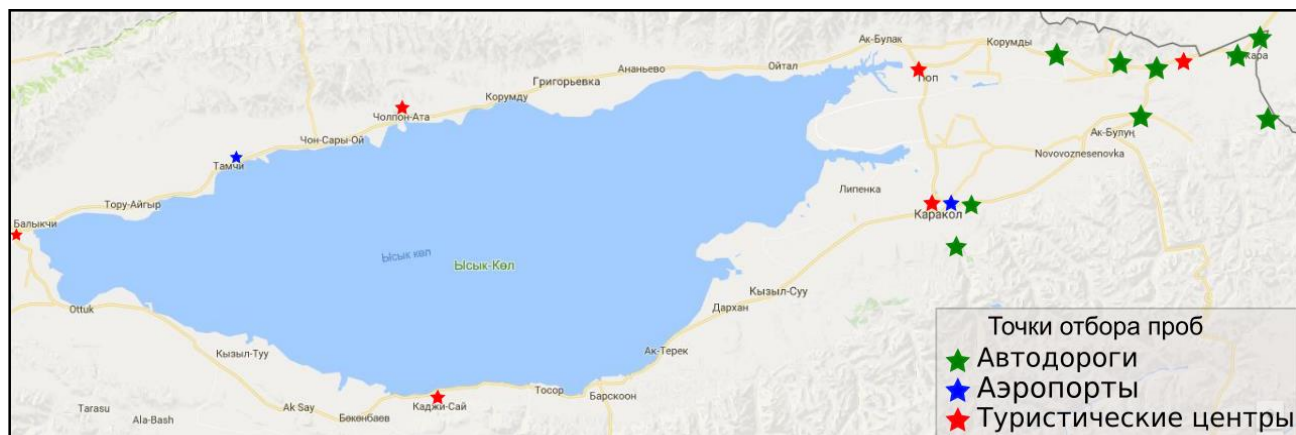 Ак-Булак
Корумды
Ойтал
Ананьево
Тюп
Григорьевка
Корумду
Чолпон-Ата
Чон-Сары-Ой
Ак-Булуң
Тамчи
Novovoznesenovka
Липенка
Тору-Айгыр
Каракол
Балыкчи
Ысык көл
Ысык-Көл
Кызыл-Суу
Дархан
Ottuk
Точки отбора проб
Ак-Терек
Кызыл-Туу
Автодороги
Тосор
Барскоон
Аэропорты
Каджи-Сай
Ak Say
Tarasu
Бөкөнбаев
Ala-Bash
Туристические центры